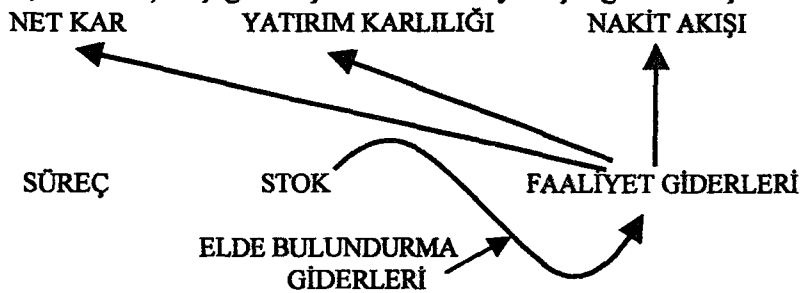 NET KAR YATIRIM KARLILIĞI NAKİT AKIŞI
SÜREÇ STOK FAALİYET GİDERLERİ
ELDE BULUNDURMA
GİDERLERİ